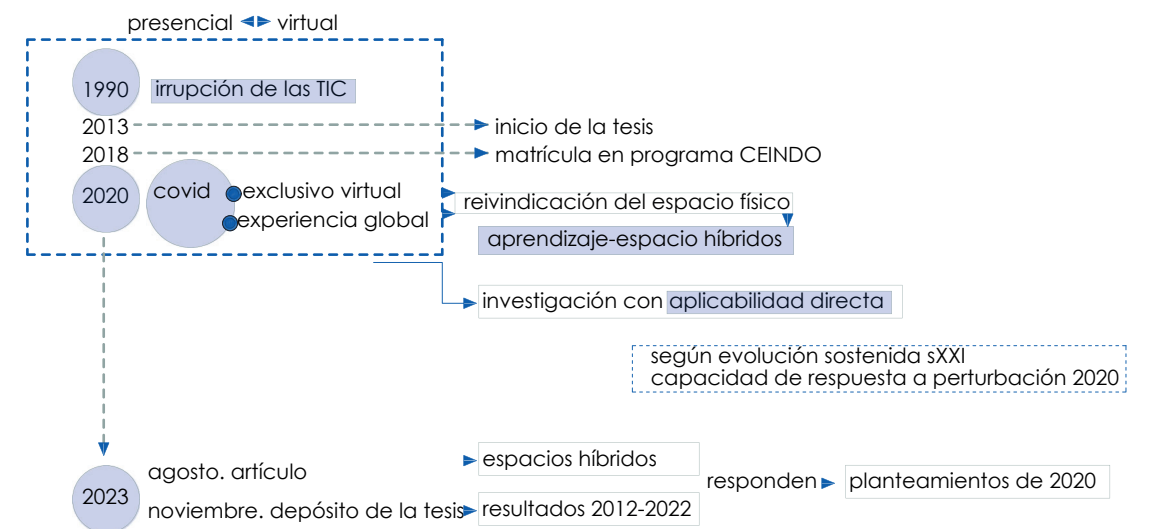 presencial virtual
1990 irrupción de las TIC
2013 inicio de la tesis
2018 matrícula en programa CEINDO
2020 covid exclusivo virtual
experiencia global
reivindicación del espacio físico
aprendizaje-espacio híbridos
investigación con aplicabilidad directa
según evolución sostenida sXXI
capacidad de respuesta a perturbación 2020
2023 agosto. artículo
noviembre. depósito de la tesis
espacios híbridos
resultados 2012-2022
responden planteamientos de 2020